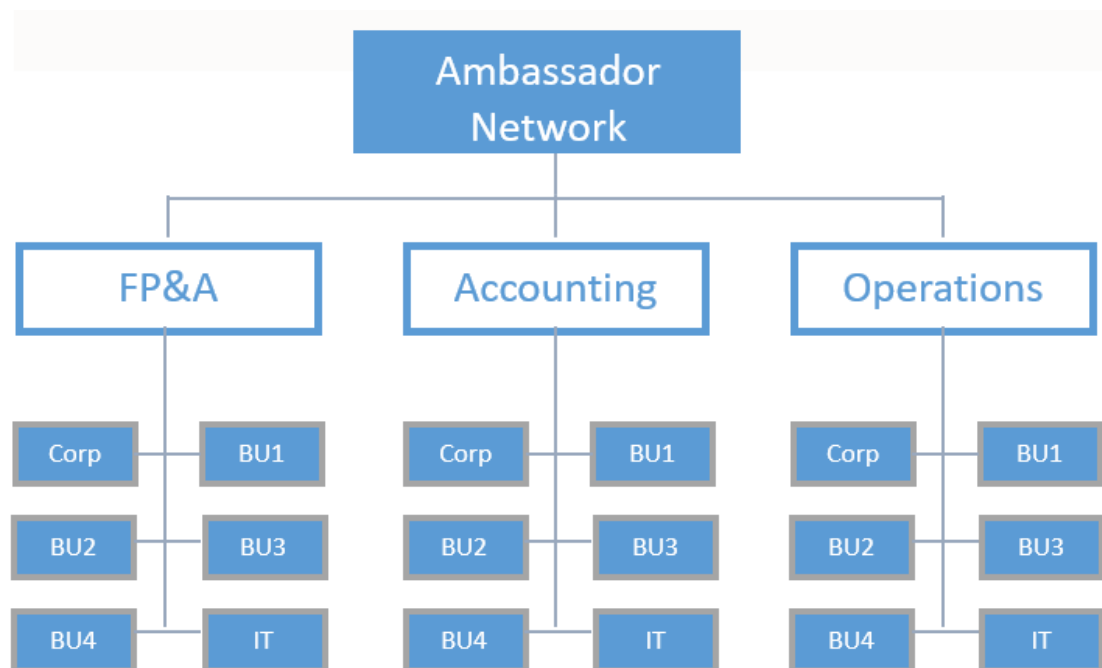 Ambassador
Network
FP&A
Accounting
Operations
Corp
BU1
Corp
BU1
Corp
BU1
BU2
BU3
BU2
BU3
BU2
BU3
BU4
IT
BU4
IT
BU4
IT